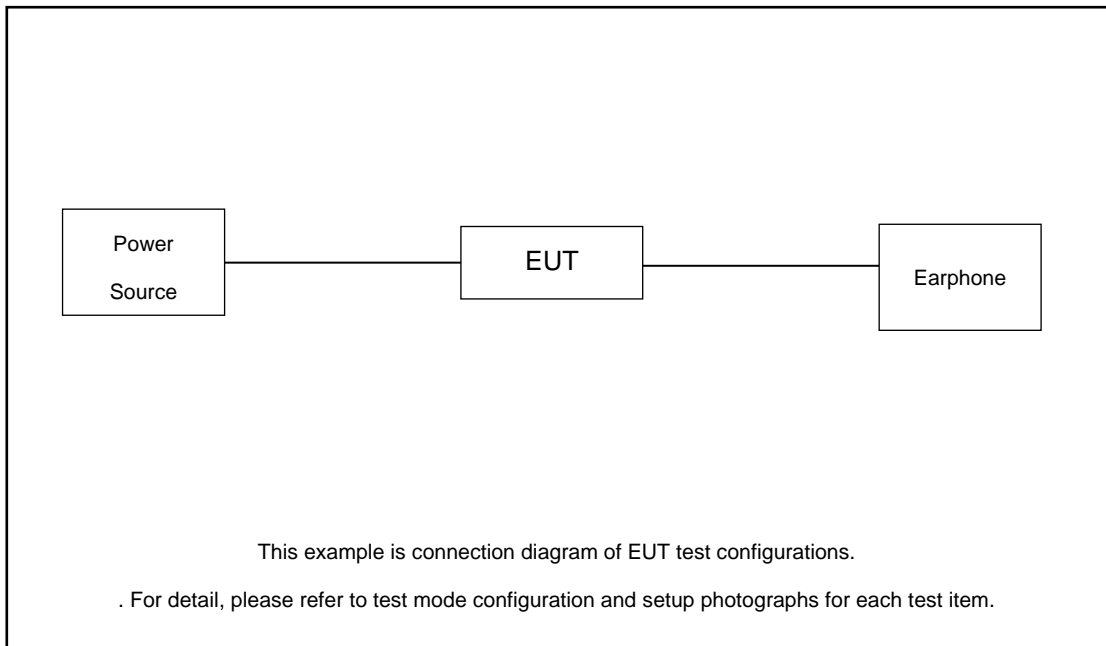 Power
Source
EUT
Earphone
This example is connection diagram of EUT test configurations.
. For detail, please refer to test mode configuration and setup photographs for each test item.